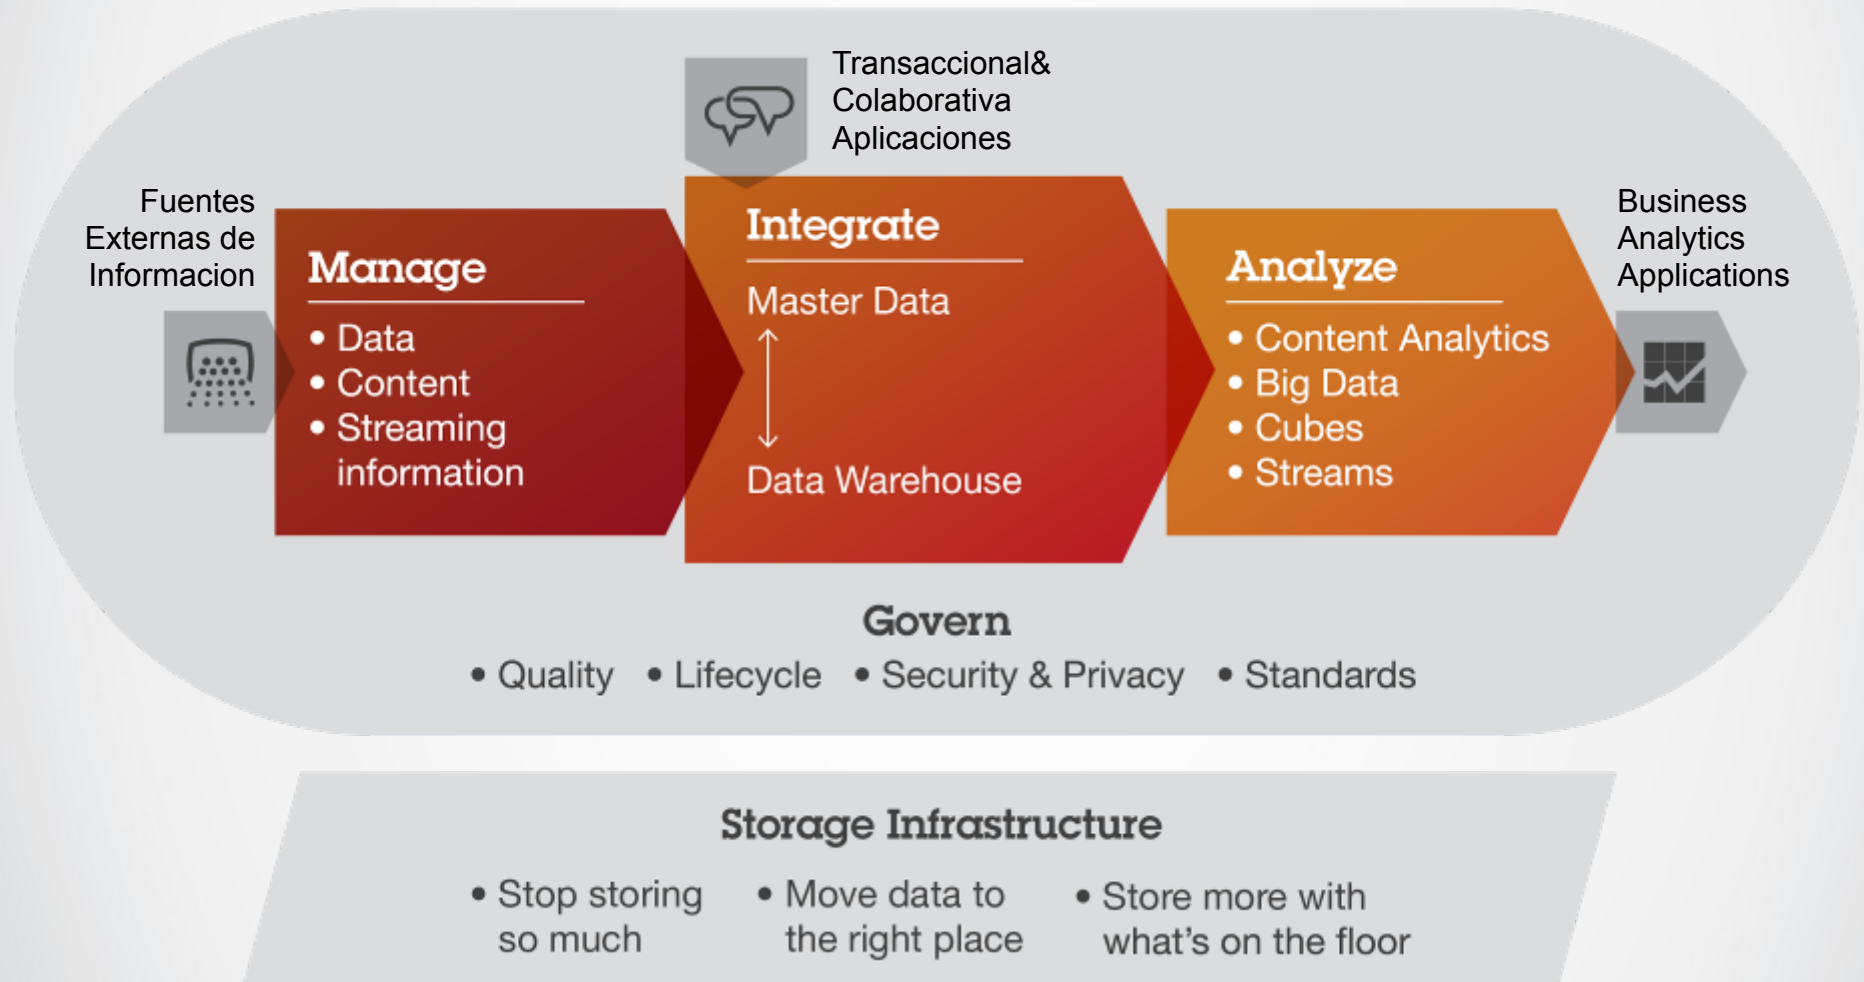 Transaccional&
Colaborativa
Aplicaciones
Fuentes
Externas de
Informacion
Manage
• Data
• Content
• Streaming
information
Integrate
Master Data
Data Warehouse
Analyze
• Content Analytics
• Big Data
• Cubes
• Streams
Business
Analytics
Applications
Govern
• Quality • Lifecycle • Security & Privacy • Standards
Storage Infrastructure
• Stop storing
so much
• Move data to
the right place
• Store more with
what's on the floor